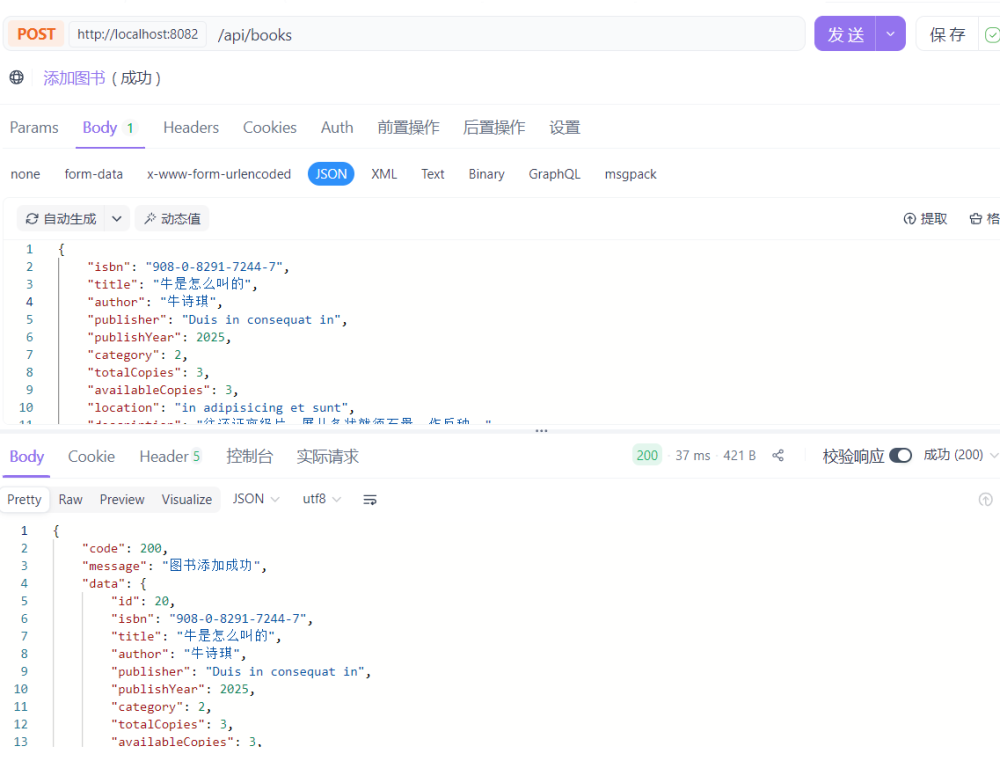 POST http://localhost:8082 /api/books 发送 保存
添加图书 (成功)
Params Body 1 Headers Cookies Auth 前置操作 后置操作 设置
none form-data x-www-form-urlencoded JSON XML Text Binary GraphQL msgpack
自动生成 动态值 提取 格
1 {
2 "isbn": "908-0-8291-7244-7",
3 "title": "牛是怎么叫的",
4 "author": "牛诗琪",
5 "publisher": "Duis in consequat in",
6 "publishYear": 2025,
7 "category": 2,
8 "totalCopies": 3,
9 "availableCopies": 3,
10 "location": "in adipisicing et sunt",
11 "description":
Body Cookie Header 5 控制台 实际请求 200 · 37 ms · 421 B 校验响应 成功 (200)
Pretty Raw Preview Visualize JSON utf8
1 {
2 "code": 200,
3 "message": "图书添加成功",
4 "data": {
5 "id": 20,
6 "isbn": "908-0-8291-7244-7",
7 "title": "牛是怎么叫的",
8 "author": "牛诗琪",
9 "publisher": "Duis in consequat in",
10 "publishYear": 2025,
11 "category": 2,
12 "totalCopies": 3,
13 "availableCopies": 3,